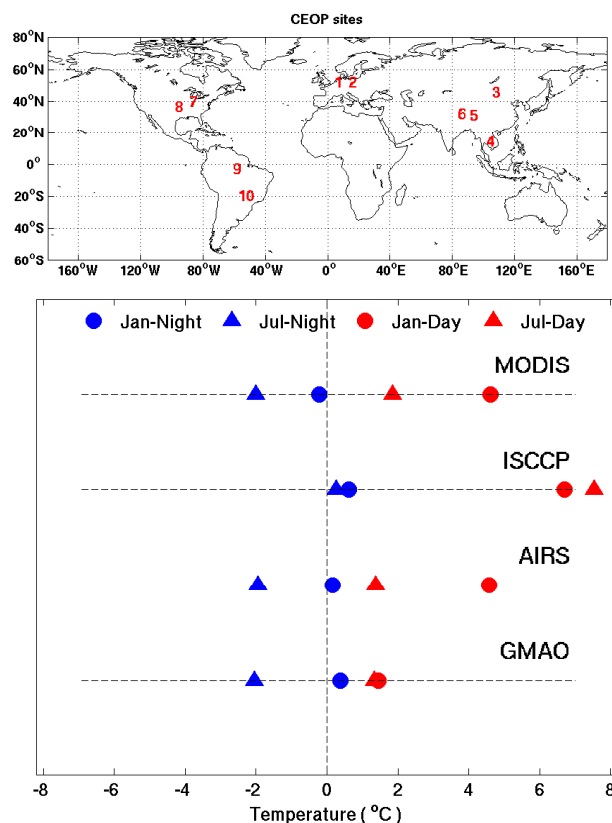 CEOP sites
80°N
60°N
40°N
20°N
0°
20°S
40°S
60°S
1 2 3 4 5 6 7 8 9 10
160°W 120°W 80°W 40°W 0° 40°E 80°E 120°E 160°E
Jan-Night Jul-Night Jan-Day Jul-Day
MODIS
ISCCP
AIRS
GMAO
-8 -6 -4 -2 0 2 4 6 8
Temperature ( °C)